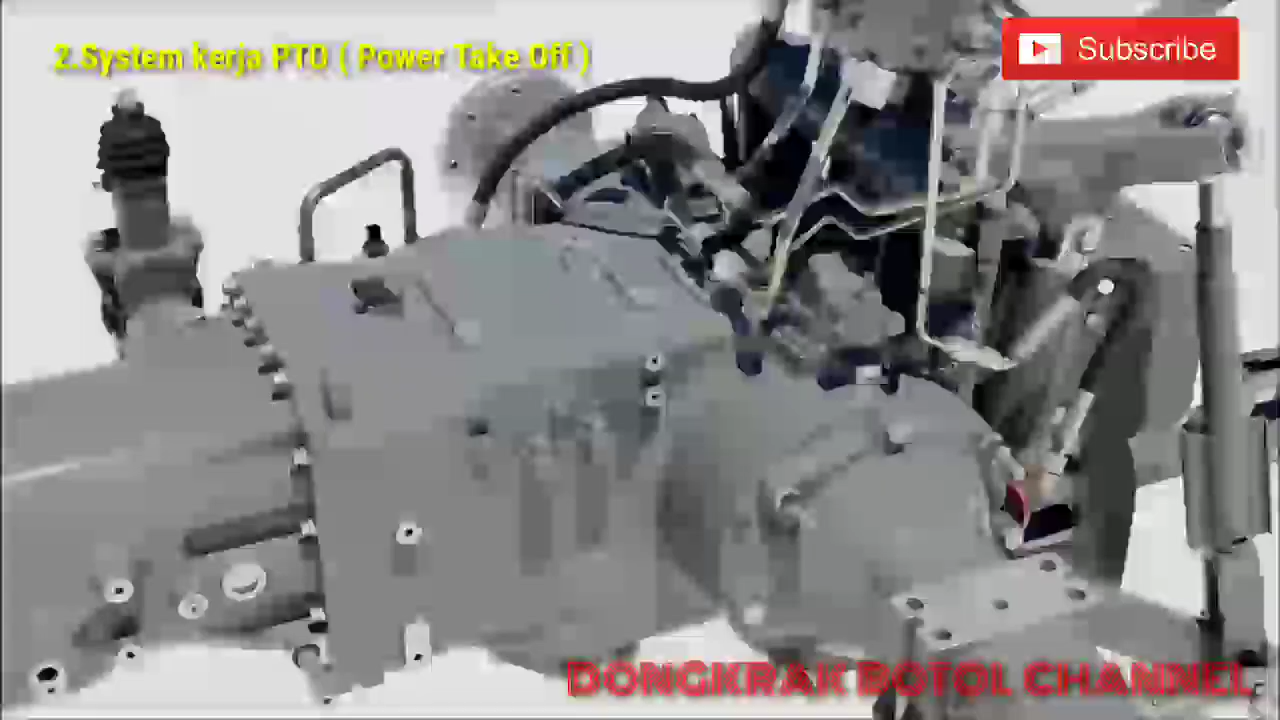 2.System kerja PTO ( Power Take Off )
Subscribe
DONGKRAK BOTOL CHANNEL